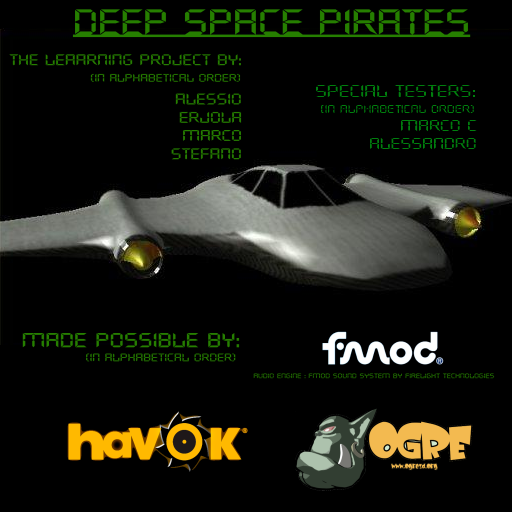 DEEP SPACE PIRATES
THE LEARRNING PROJECT BY:
(IN ALPHABETICAL ORDER)
ALESSIO
ERJOLA
MARCO
STEFANO
SPECIAL TESTERS:
(IN ALPHABETICAL ORDER)
MARCO C
ALESSANDRO
MADE POSSIBLE BY:
(IN ALPHABETICAL ORDER)
fmod®
AUDIO ENGINE : FMOD SOUND SYSTEM BY FIRELIGHT TECHNOLOGIES
havok®
OGRE
www.ogre3d.org